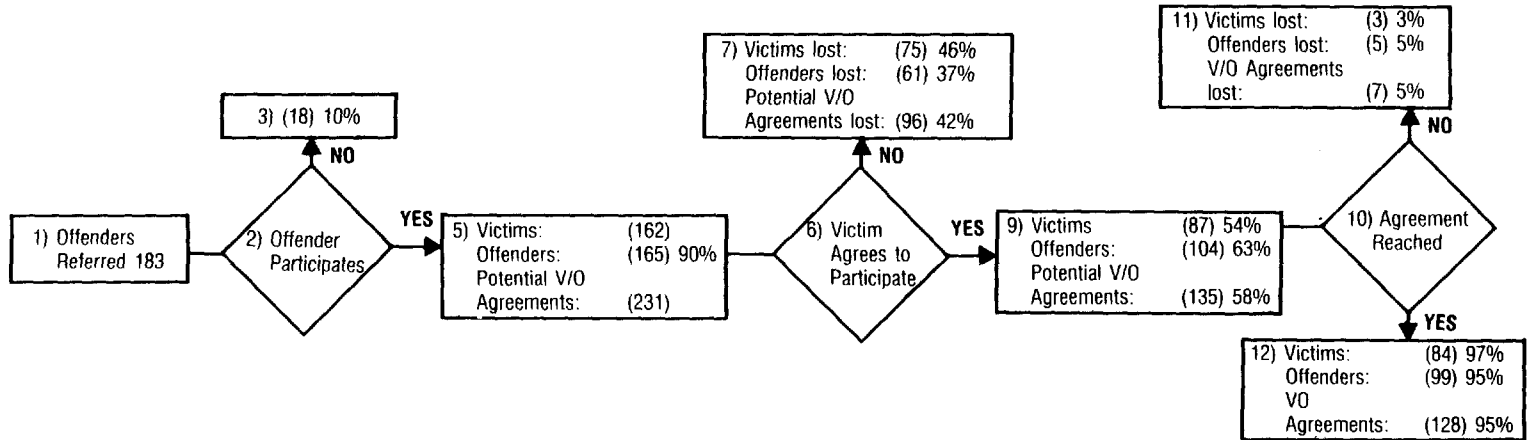 1) Offenders
Referred 183
2) Offender
Participates
NO
3) (18) 10%
YES
5) Victims: (162)
Offenders: (165) 90%
Potential V/O
Agreements: (231)
6) Victim
Agrees to
Participate
NO
7) Victims lost: (75) 46%
Offenders lost: (61) 37%
Potential V/O
Agreements lost: (96) 42%
YES
9) Victims (87) 54%
Offenders: (104) 63%
Potential V/O
Agreements: (135) 58%
10) Agreement
Reached
NO
11) Victims lost: (3) 3%
Offenders lost: (5) 5%
V/O Agreements
lost: (7) 5%
YES
12) Victims: (84) 97%
Offenders: (99) 95%
VO
Agreements: (128) 95%